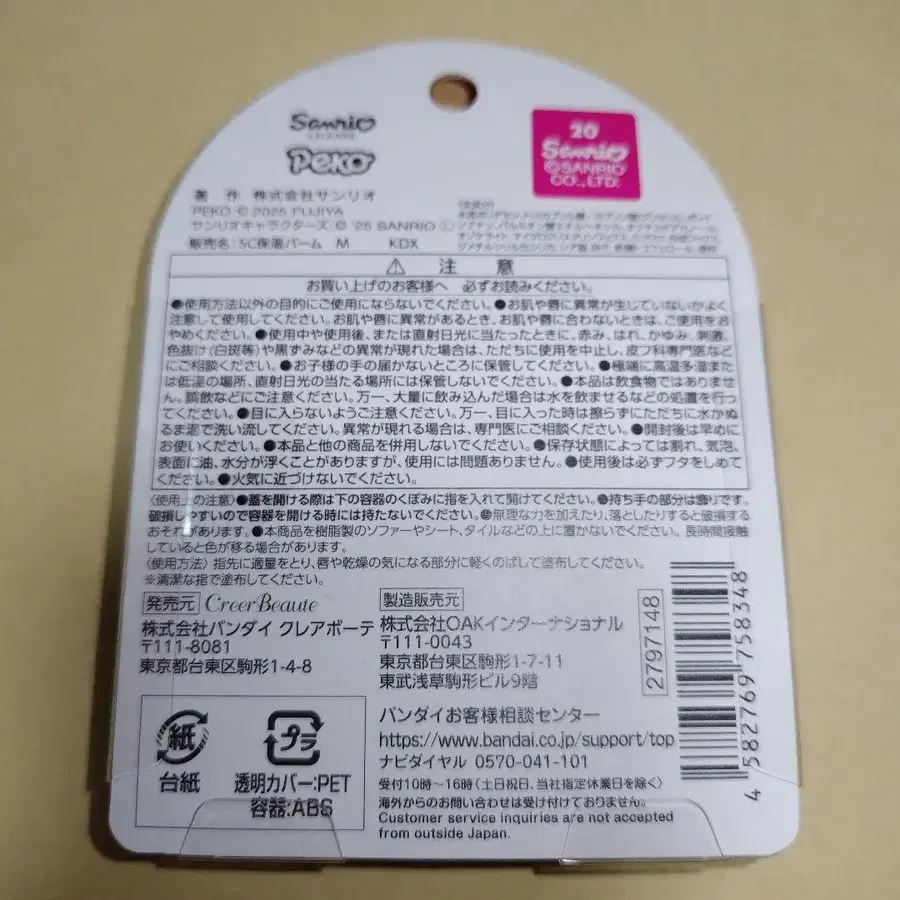 Sanrio
Peko
20
Sanrio
©SANRIO
CO., LTD.
著 作 株式会社サンリオ
PEKO © 2025 FUJIYA
サンリオキャラクターズ © '25 SANRIO Ⓛ
販売名：SC保湿バーム M KDX
⚠ 注 意
お買い上げのお客様へ 必ずお読みください。
●使用方法以外の目的にご使用にならないでください。●お肌や唇に異常が生じていないかよく
注意して使用してください。お肌や唇に異常があるとき、お肌や唇に合わないときは、ご使用をお
やめください。●使用中や使用後、または直射日光に当たったときに、赤み、はれ、かゆみ、刺激、
色抜け(白斑等)や黒ずみなどの異常が現れた場合は、ただちに使用を中止し、皮フ科専門医などに
ご相談ください。●お子様の手の届かないところに保管してください。●極端に高温多湿また
は低温の場所、直射日光の当たる場所には保管しないでください。●本品は飲食物ではありませ
ん。誤飲などにご注意ください。万一、大量に飲み込んだ場合は水を飲ませるなどの処置を行っ
てください。●目に入らないようご注意ください。万一、目に入った時は擦らずにただちに水かぬ
るま湯で洗い流してください。異常が現れる場合は、専門医にご相談ください。●開封後は早めに
お使いください。●本品と他の商品を併用しないでください。●保存状態によっては割れ、気泡、
表面に油、水分が浮くことがありますが、使用には問題ありません。●使用後は必ずフタをしめて
ください。●火気に近づけないでください。
〈使用上の注意〉●蓋を開ける際は下の容器のくぼみに指を入れて開けてください。●持ち手の部分は飾りです。
破損しやすいので容器を開ける時には持たないでください。●無理な力を加えたり、落としたりすると破損する
おそれがあります。●本商品を樹脂製のソファーやシート、タイルなどの上に置かないでください。長時間接触
していると色が移る場合があります。
〈使用方法〉指先に適量をとり、唇や乾燥の気になる部分に軽くのばして塗布してください。
※清潔な指で塗布してください。
発売元 CreerBeaute
株式会社バンダイ クレアボーテ
〒111-8081
東京都台東区駒形1-4-8
製造販売元
株式会社OAKインターナショナル
〒111-0043
東京都台東区駒形1-7-11
東武浅草駒形ビル9階
2797148
4 582769 758348
紙
台紙
プラ
透明カバー:PET
容器:ABS
バンダイお客様相談センター
https://www.bandai.co.jp/support/top
ナビダイヤル 0570-041-101
受付10時～16時(土日祝日、当社指定休業日を除く)
海外からのお問い合わせは受け付けておりません。
Customer service inquiries are not accepted
from outside Japan.